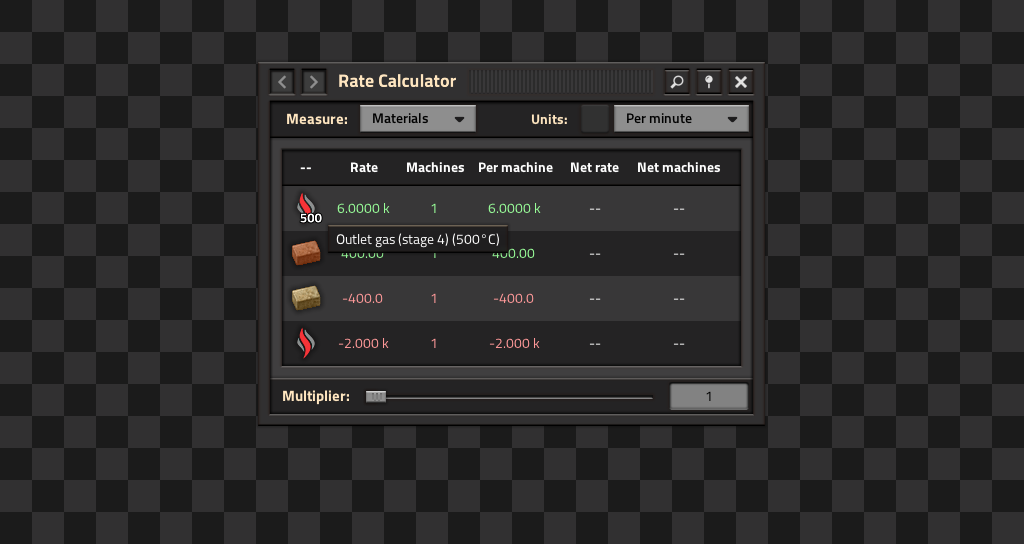 Rate Calculator
Measure: Materials Units: Per minute
-- Rate Machines Per machine Net rate Net machines
500 6.0000 k 1 6.0000 k -- --
Outlet gas (stage 4) (500°C)
400.00 1 400.00 -- --
-400.0 1 -400.0 -- --
-2.000 k 1 -2.000 k -- --
Multiplier: 1